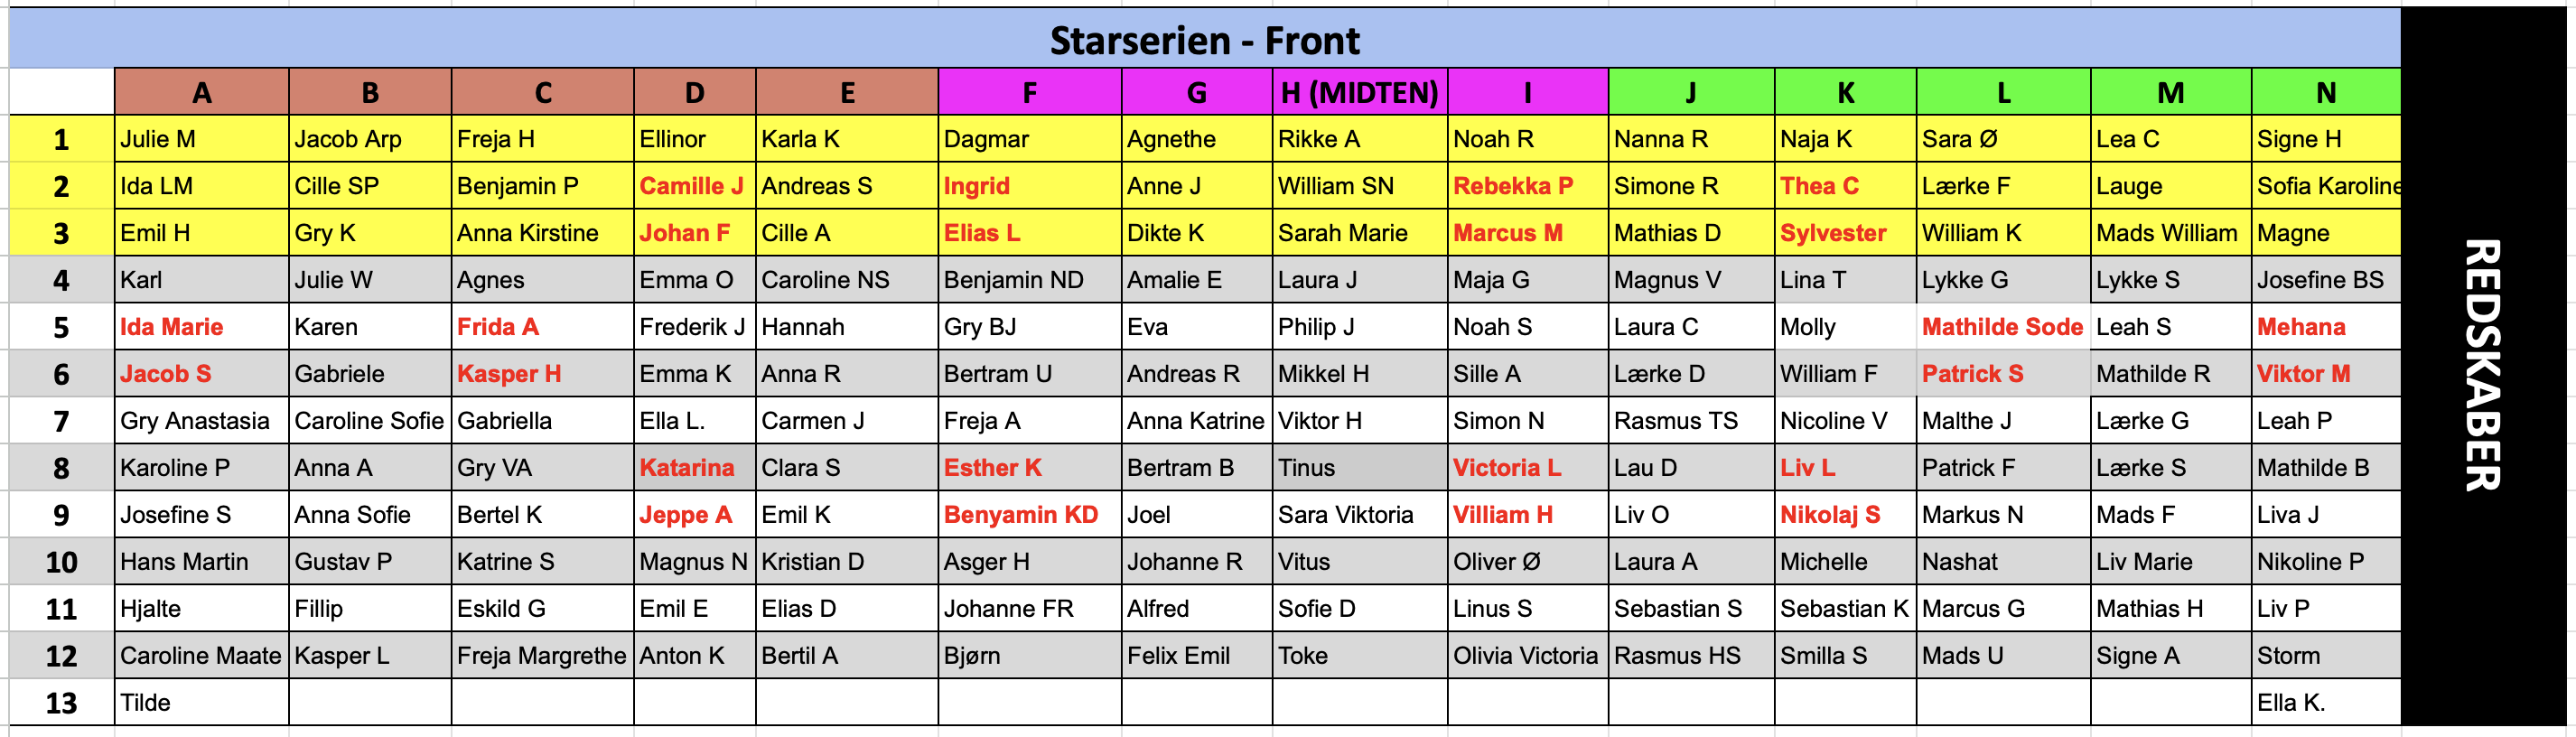 Starserien - Front
A B C D E F G H (MIDTEN) I J K L M N
1 Julie M Jacob Arp Freja H Ellinor Karla K Dagmar Agnethe Rikke A Noah R Nanna R Naja K Sara Ø Lea C Signe H
2 Ida LM Cille SP Benjamin P Camille J Andreas S Ingrid Anne J William SN Rebekka P Simone R Thea C Lærke F Lauge Sofia Karoline
3 Emil H Gry K Anna Kirstine Johan F Cille A Elias L Dikte K Sarah Marie Marcus M Mathias D Sylvester William K Mads William Magne
4 Karl Julie W Agnes Emma O Caroline NS Benjamin ND Amalie E Laura J Maja G Magnus V Lina T Lykke G Lykke S Josefine BS
5 Ida Marie Karen Frida A Frederik J Hannah Gry BJ Eva Philip J Noah S Laura C Molly Mathilde Sode Leah S Mehana
6 Jacob S Gabriele Kasper H Emma K Anna R Bertram U Andreas R Mikkel H Sille A Lærke D William F Patrick S Mathilde R Viktor M
7 Gry Anastasia Caroline Sofie Gabriella Ella L. Carmen J Freja A Anna Katrine Viktor H Simon N Rasmus TS Nicoline V Malthe J Lærke G Leah P
8 Karoline P Anna A Gry VA Katarina Clara S Esther K Bertram B Tinus Victoria L Lau D Liv L Patrick F Lærke S Mathilde B
9 Josefine S Anna Sofie Bertel K Jeppe A Emil K Benyamin KD Joel Sara Viktoria Villiam H Liv O Nikolaj S Markus N Mads F Liva J
10 Hans Martin Gustav P Katrine S Magnus N Kristian D Asger H Johanne R Vitus Oliver Ø Laura A Michelle Nashat Liv Marie Nikoline P
11 Hjalte Fillip Eskild G Emil E Elias D Johanne FR Alfred Sofie D Linus S Sebastian S Sebastian K Marcus G Mathias H Liv P
12 Caroline Maate Kasper L Freja Margrethe Anton K Bertil A Bjørn Felix Emil Toke Olivia Victoria Rasmus HS Smilla S Mads U Signe A Storm
13 Tilde Ella K.
REDSKABER